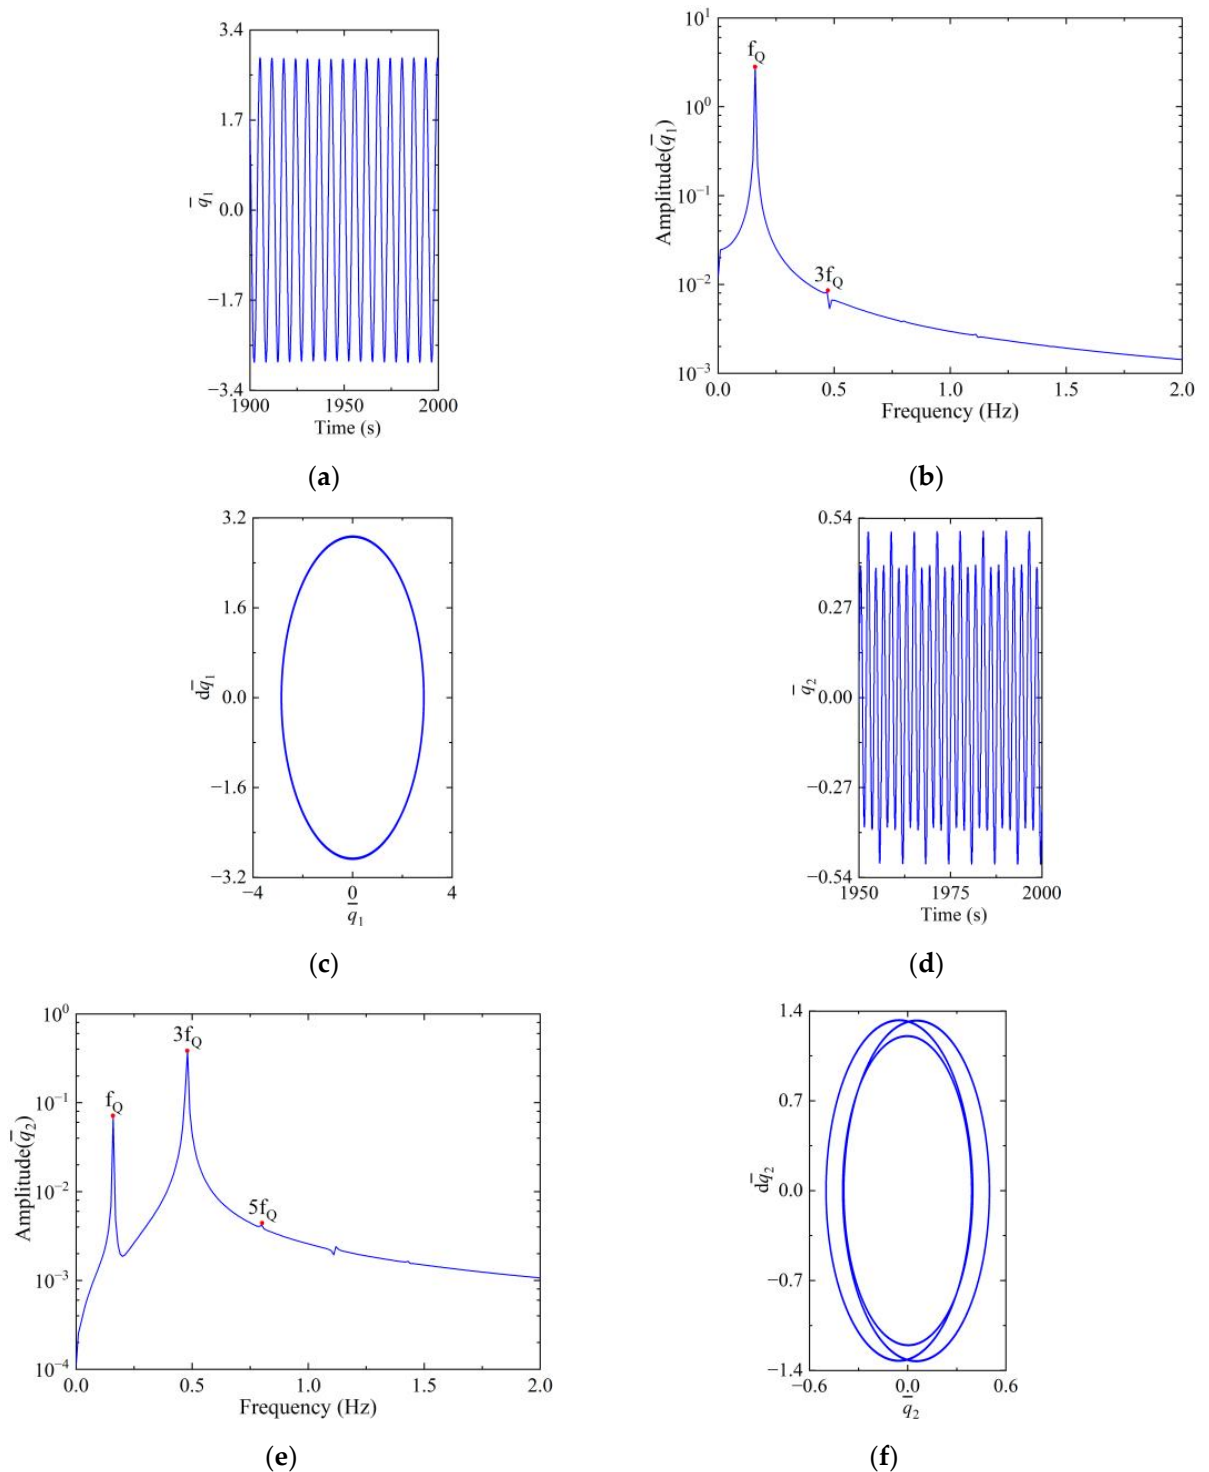 3.4
1.7
0.0
−1.7
−3.4
q̅₁
1900 1950 2000
Time (s)
(a)
10¹
10⁰
10⁻¹
10⁻²
10⁻³
Amplitude(q̅₁)
f_Q
3f_Q
0.0 0.5 1.0 1.5 2.0
Frequency (Hz)
(b)
3.2
1.6
0.0
−1.6
−3.2
dq̅₁
−4 0 4
q̅₁
(c)
0.54
0.27
0.00
−0.27
−0.54
q̅₂
1950 1975 2000
Time (s)
(d)
10⁰
10⁻¹
10⁻²
10⁻³
10⁻⁴
Amplitude(q̅₂)
f_Q
3f_Q
5f_Q
0.0 0.5 1.0 1.5 2.0
Frequency (Hz)
(e)
1.4
0.7
0.0
−0.7
−1.4
dq̅₂
−0.6 0.0 0.6
q̅₂
(f)